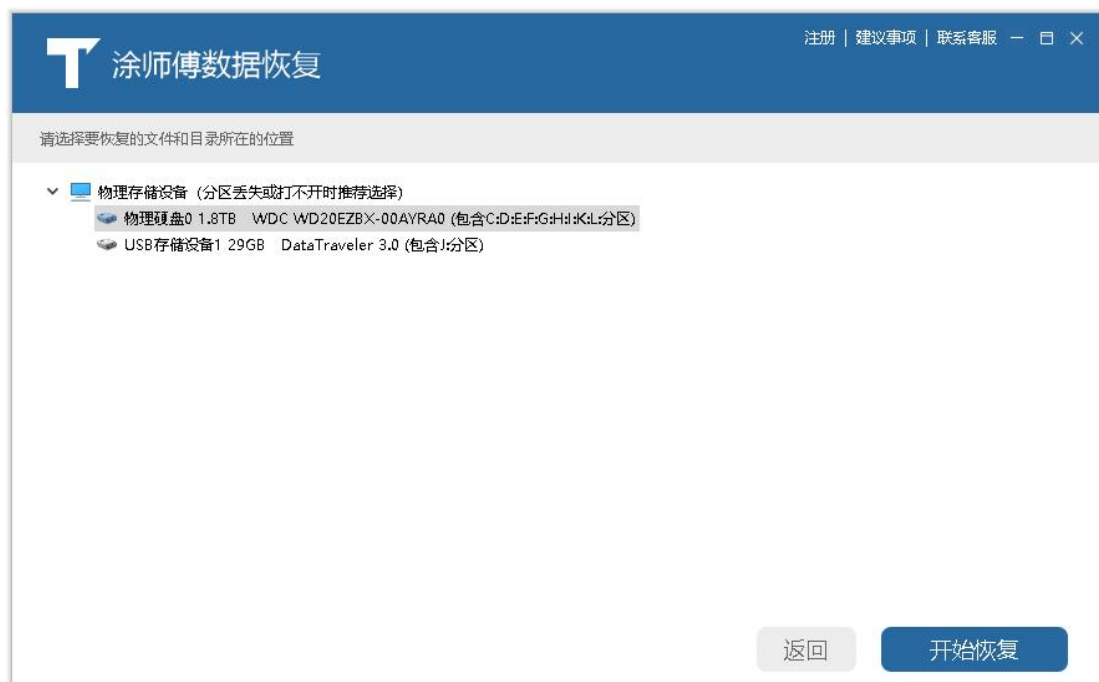 涂师傅数据恢复
注册 | 建议事项 | 联系客服
请选择要恢复的文件和目录所在的位置
物理存储设备 (分区丢失或打不开时推荐选择)
物理硬盘0 1.8TB WDC WD20EZBX-00AYRA0 (包含C:D:E:F:G:H:I:K:L:分区)
USB存储设备1 29GB DataTraveler 3.0 (包含J:分区)
返回
开始恢复